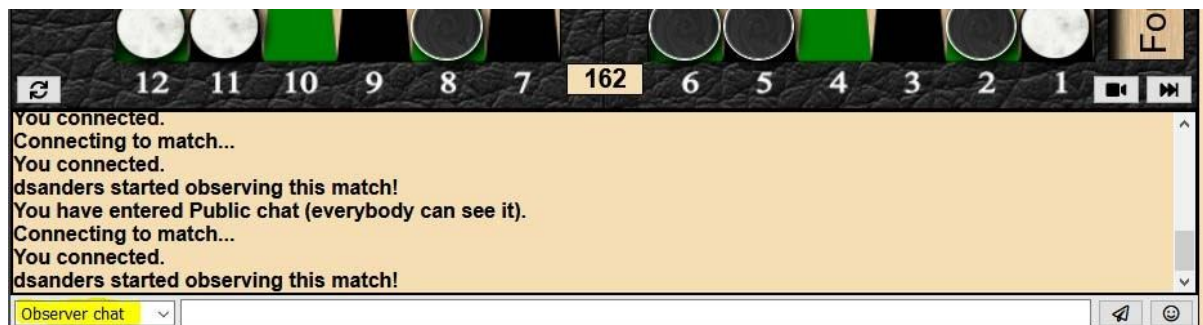 Fo
12 11 10 9 8 7 162 6 5 4 3 2 1
You connected.
Connecting to match...
You connected.
dsanders started observing this match!
You have entered Public chat (everybody can see it).
Connecting to match...
You connected.
dsanders started observing this match!
Observer chat